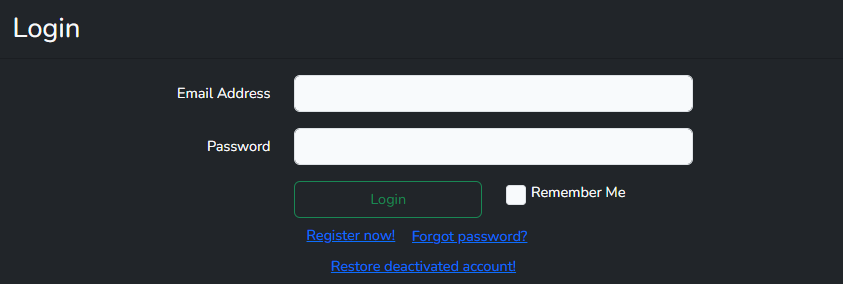 Login
Email Address
Password
Login Remember Me
Register now! Forgot password?
Restore deactivated account!